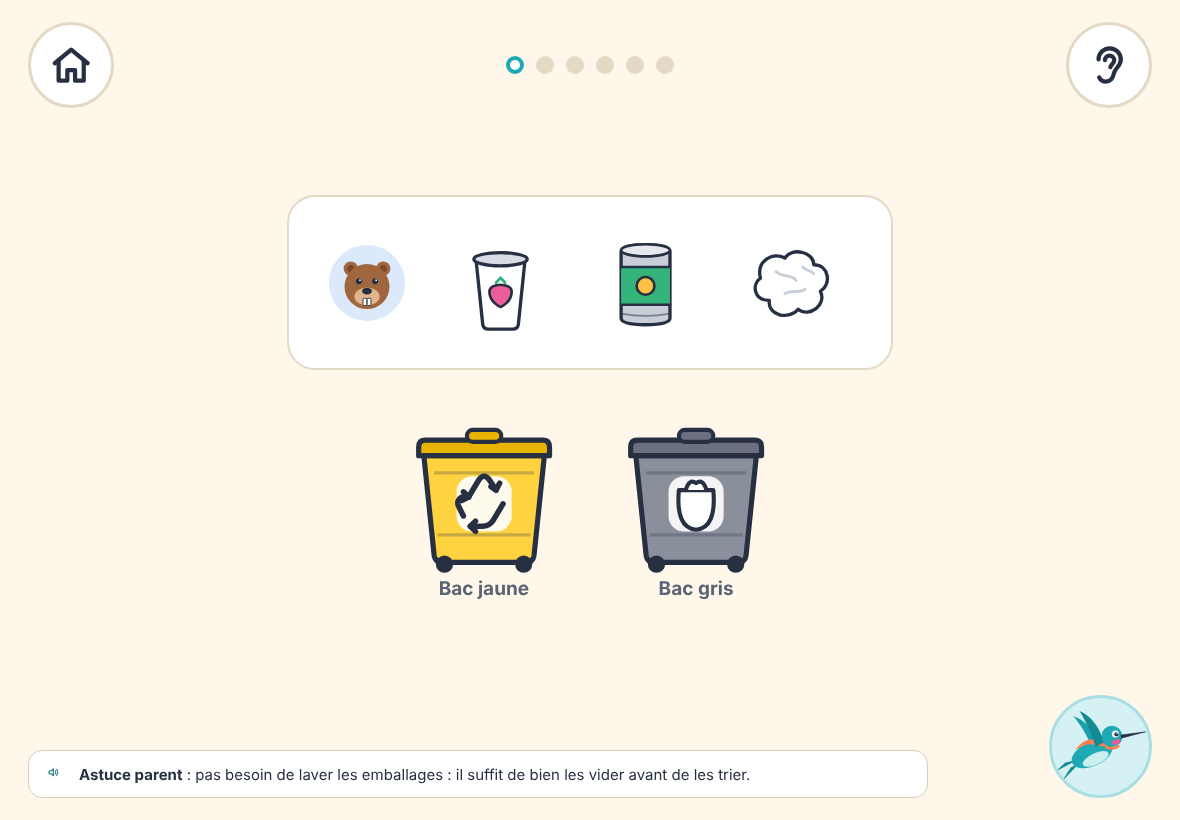 Bac jaune
Bac gris
Astuce parent : pas besoin de laver les emballages : il suffit de bien les vider avant de les trier.